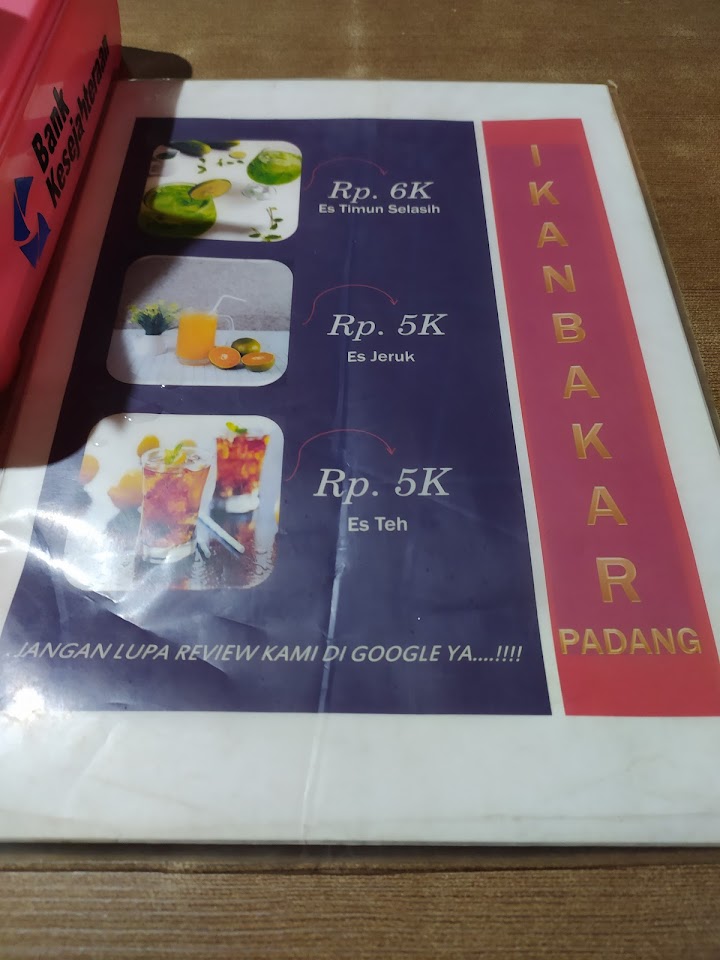 Bank
Kesejahteraan
Rp. 6K
Es Timun Selasih
Rp. 5K
Es Jeruk
Rp. 5K
Es Teh
JANGAN LUPA REVIEW KAMI DI GOOGLE YA....!!!!
IKANBAKAR
PADANG